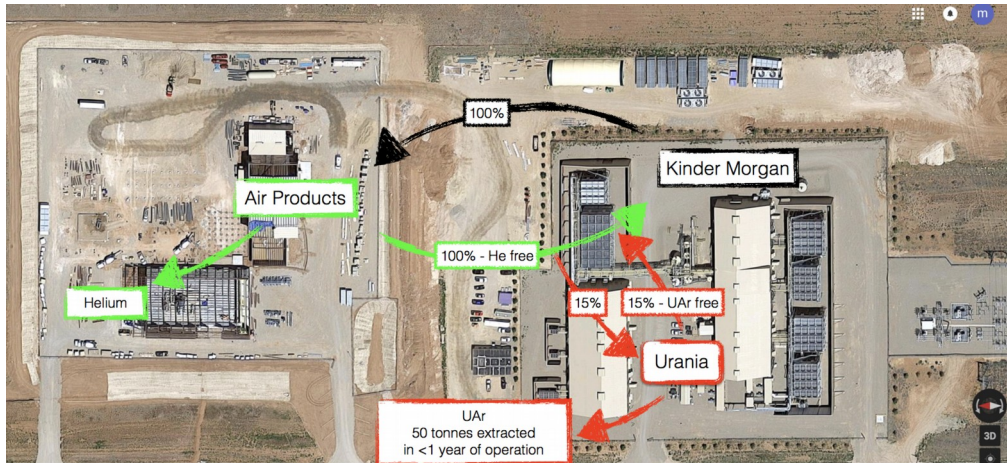 m
100%
Kinder Morgan
Air Products
100% - He free
Helium
15%
15% - UAr free
Urania
UAr
50 tonnes extracted
in <1 year of operation
3D